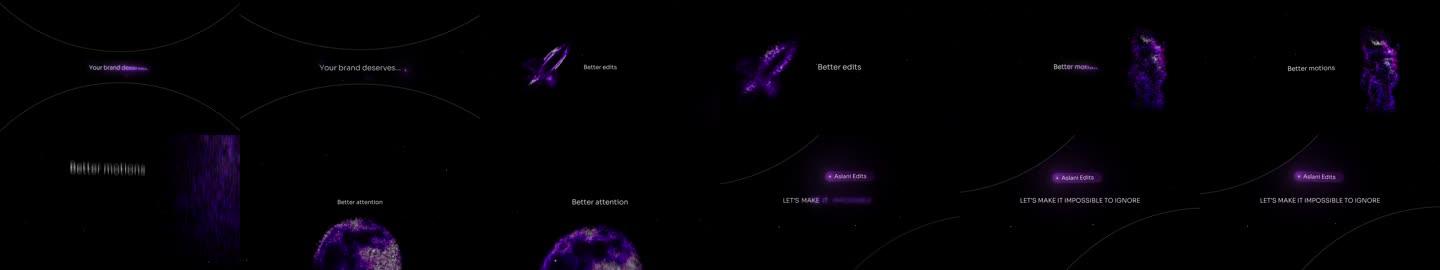 Your brand deserves...
Your brand deserves...
Better edits
Better edits
Better motions
Better motions
Better motions
Better attention
Better attention
Aslani Edits
LET'S MAKE IT IMPOSSIBLE
Aslani Edits
LET'S MAKE IT IMPOSSIBLE TO IGNORE
Aslani Edits
LET'S MAKE IT IMPOSSIBLE TO IGNORE